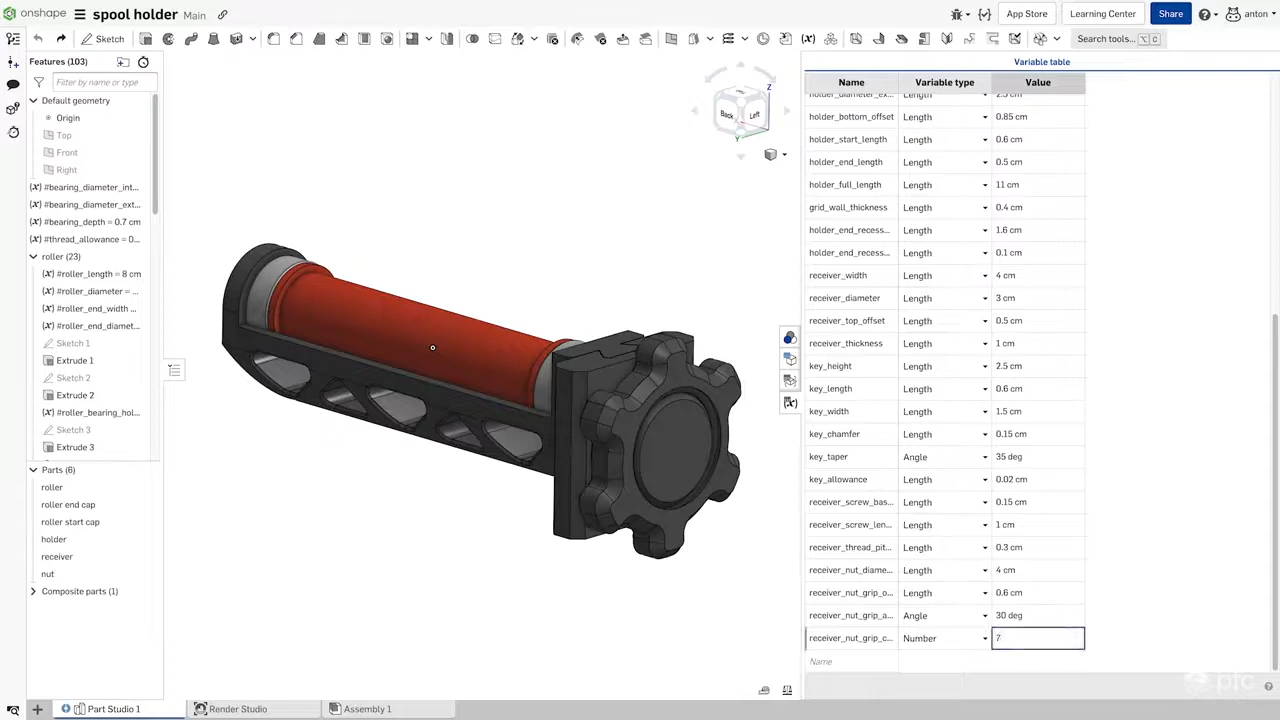 onshape spool holder Main App Store Learning Center Share anton
Sketch Search tools... ⌥ C
Features (103) Variable table
Filter by name or type Name Variable type Value
Default geometry
Origin
Top
Front
Right
(x) #bearing_diameter_int...
(x) #bearing_diameter_ext...
(x) #bearing_depth = 0.7 cm
(x) #thread_allowance = 0...
roller (23)
(x) #roller_length = 8 cm
(x) #roller_diameter = ...
(x) #roller_end_width ...
(x) #roller_end_diamet...
Sketch 1
Extrude 1
Sketch 2
Extrude 2
(x) #roller_bearing_hol...
Sketch 3
Extrude 3
Parts (6)
roller
roller end cap
roller start cap
holder
receiver
nut
Composite parts (1)
Z
Back Left
Y
holder_diameter_ex... Length 2.5 cm
holder_bottom_offset Length 0.85 cm
holder_start_length Length 0.6 cm
holder_end_length Length 0.5 cm
holder_full_length Length 11 cm
grid_wall_thickness Length 0.4 cm
holder_end_recess... Length 1.6 cm
holder_end_recess... Length 0.1 cm
receiver_width Length 4 cm
receiver_diameter Length 3 cm
receiver_top_offset Length 0.5 cm
receiver_thickness Length 1 cm
key_height Length 2.5 cm
key_length Length 0.6 cm
key_width Length 1.5 cm
key_chamfer Length 0.15 cm
key_taper Angle 35 deg
key_allowance Length 0.02 cm
receiver_screw_bas... Length 0.15 cm
receiver_screw_len... Length 1 cm
receiver_thread_pit... Length 0.3 cm
receiver_nut_diame... Length 4 cm
receiver_nut_grip_o... Length 0.6 cm
receiver_nut_grip_a... Angle 30 deg
receiver_nut_grip_c... Number 7
Name
ptc
Part Studio 1 Render Studio Assembly 1